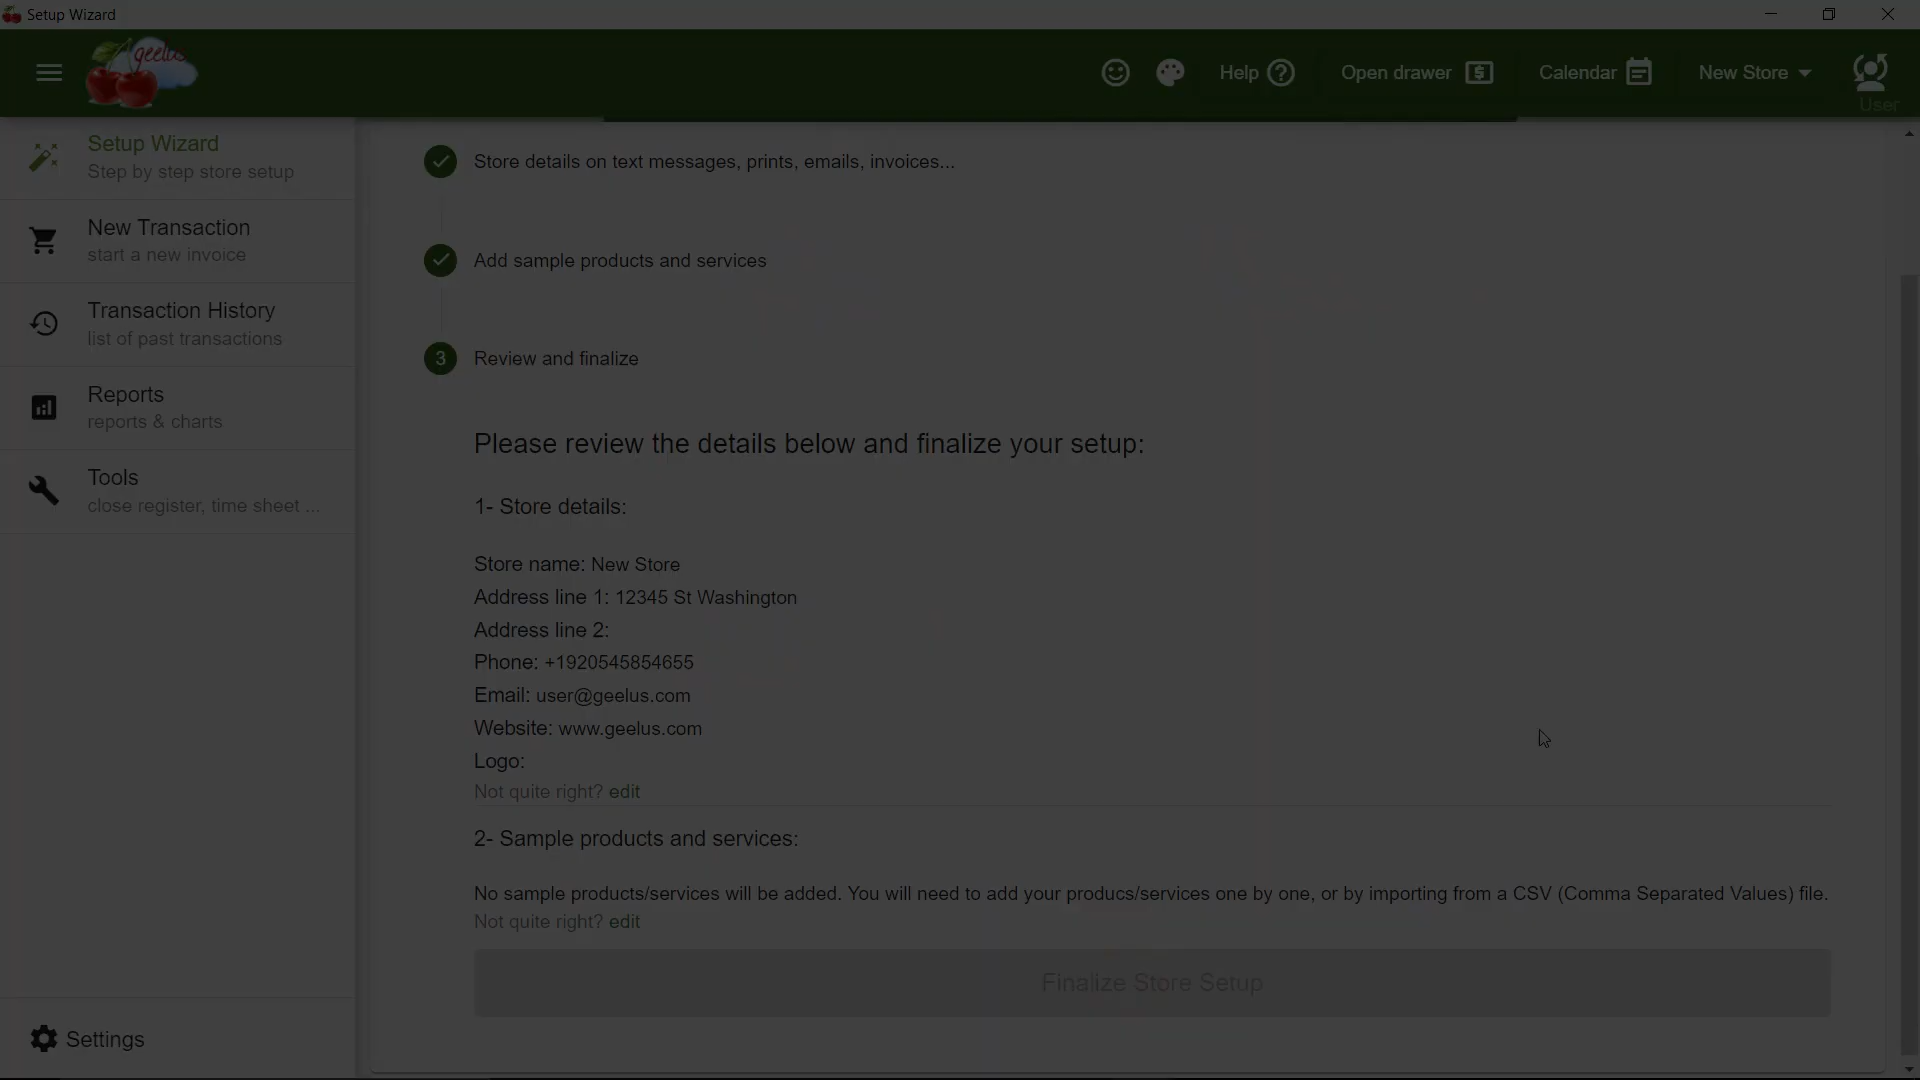 Setup Wizard
geelus
Help
Open drawer
Calendar
New Store
User
Setup Wizard
Step by step store setup
New Transaction
start a new invoice
Transaction History
list of past transactions
Reports
reports & charts
Tools
close register, time sheet ...
Settings
Store details on text messages, prints, emails, invoices...
Add sample products and services
3 Review and finalize
Please review the details below and finalize your setup:
1- Store details:
Store name: New Store
Address line 1: 12345 St Washington
Address line 2:
Phone: +1920545854655
Email: user@geelus.com
Website: www.geelus.com
Logo:
Not quite right? edit
2- Sample products and services:
No sample products/services will be added. You will need to add your producs/services one by one, or by importing from a CSV (Comma Separated Values) file.
Not quite right? edit
Finalize Store Setup